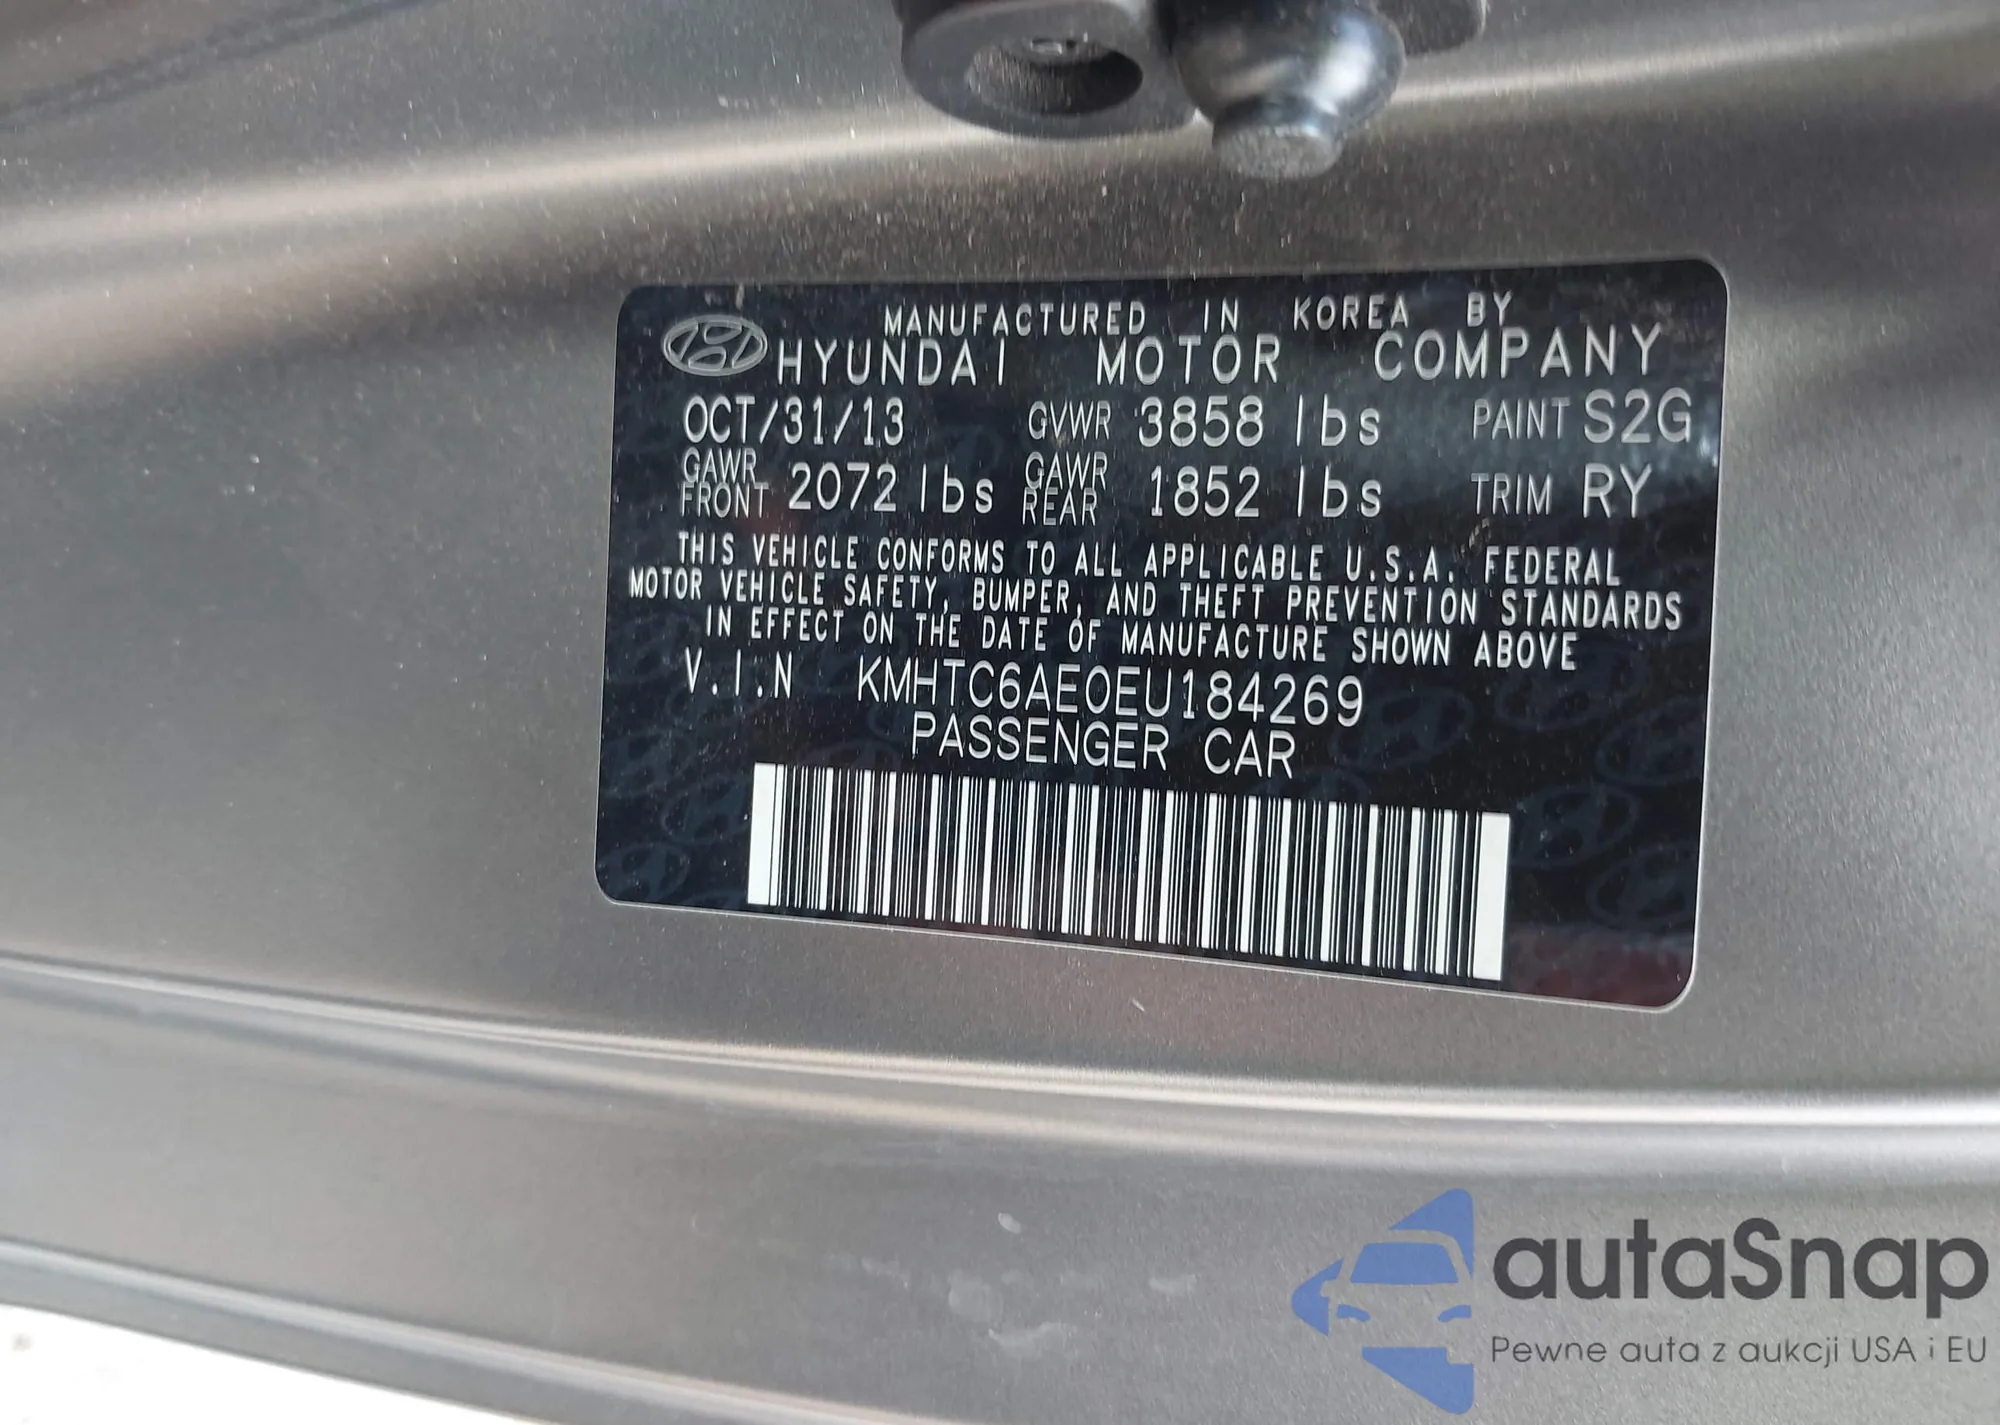 MANUFACTURED IN KOREA BY
HYUNDAI MOTOR COMPANY
OCT/31/13 GVWR 3858 lbs PAINT S2G
GAWR FRONT 2072 lbs GAWR REAR 1852 lbs TRIM RY
THIS VEHICLE CONFORMS TO ALL APPLICABLE U.S.A. FEDERAL
MOTOR VEHICLE SAFETY, BUMPER, AND THEFT PREVENTION STANDARDS
IN EFFECT ON THE DATE OF MANUFACTURE SHOWN ABOVE
V.I.N KMHTC6AE0EU184269
PASSENGER CAR
autaSnap
Pewne auta z aukcji USA i EU